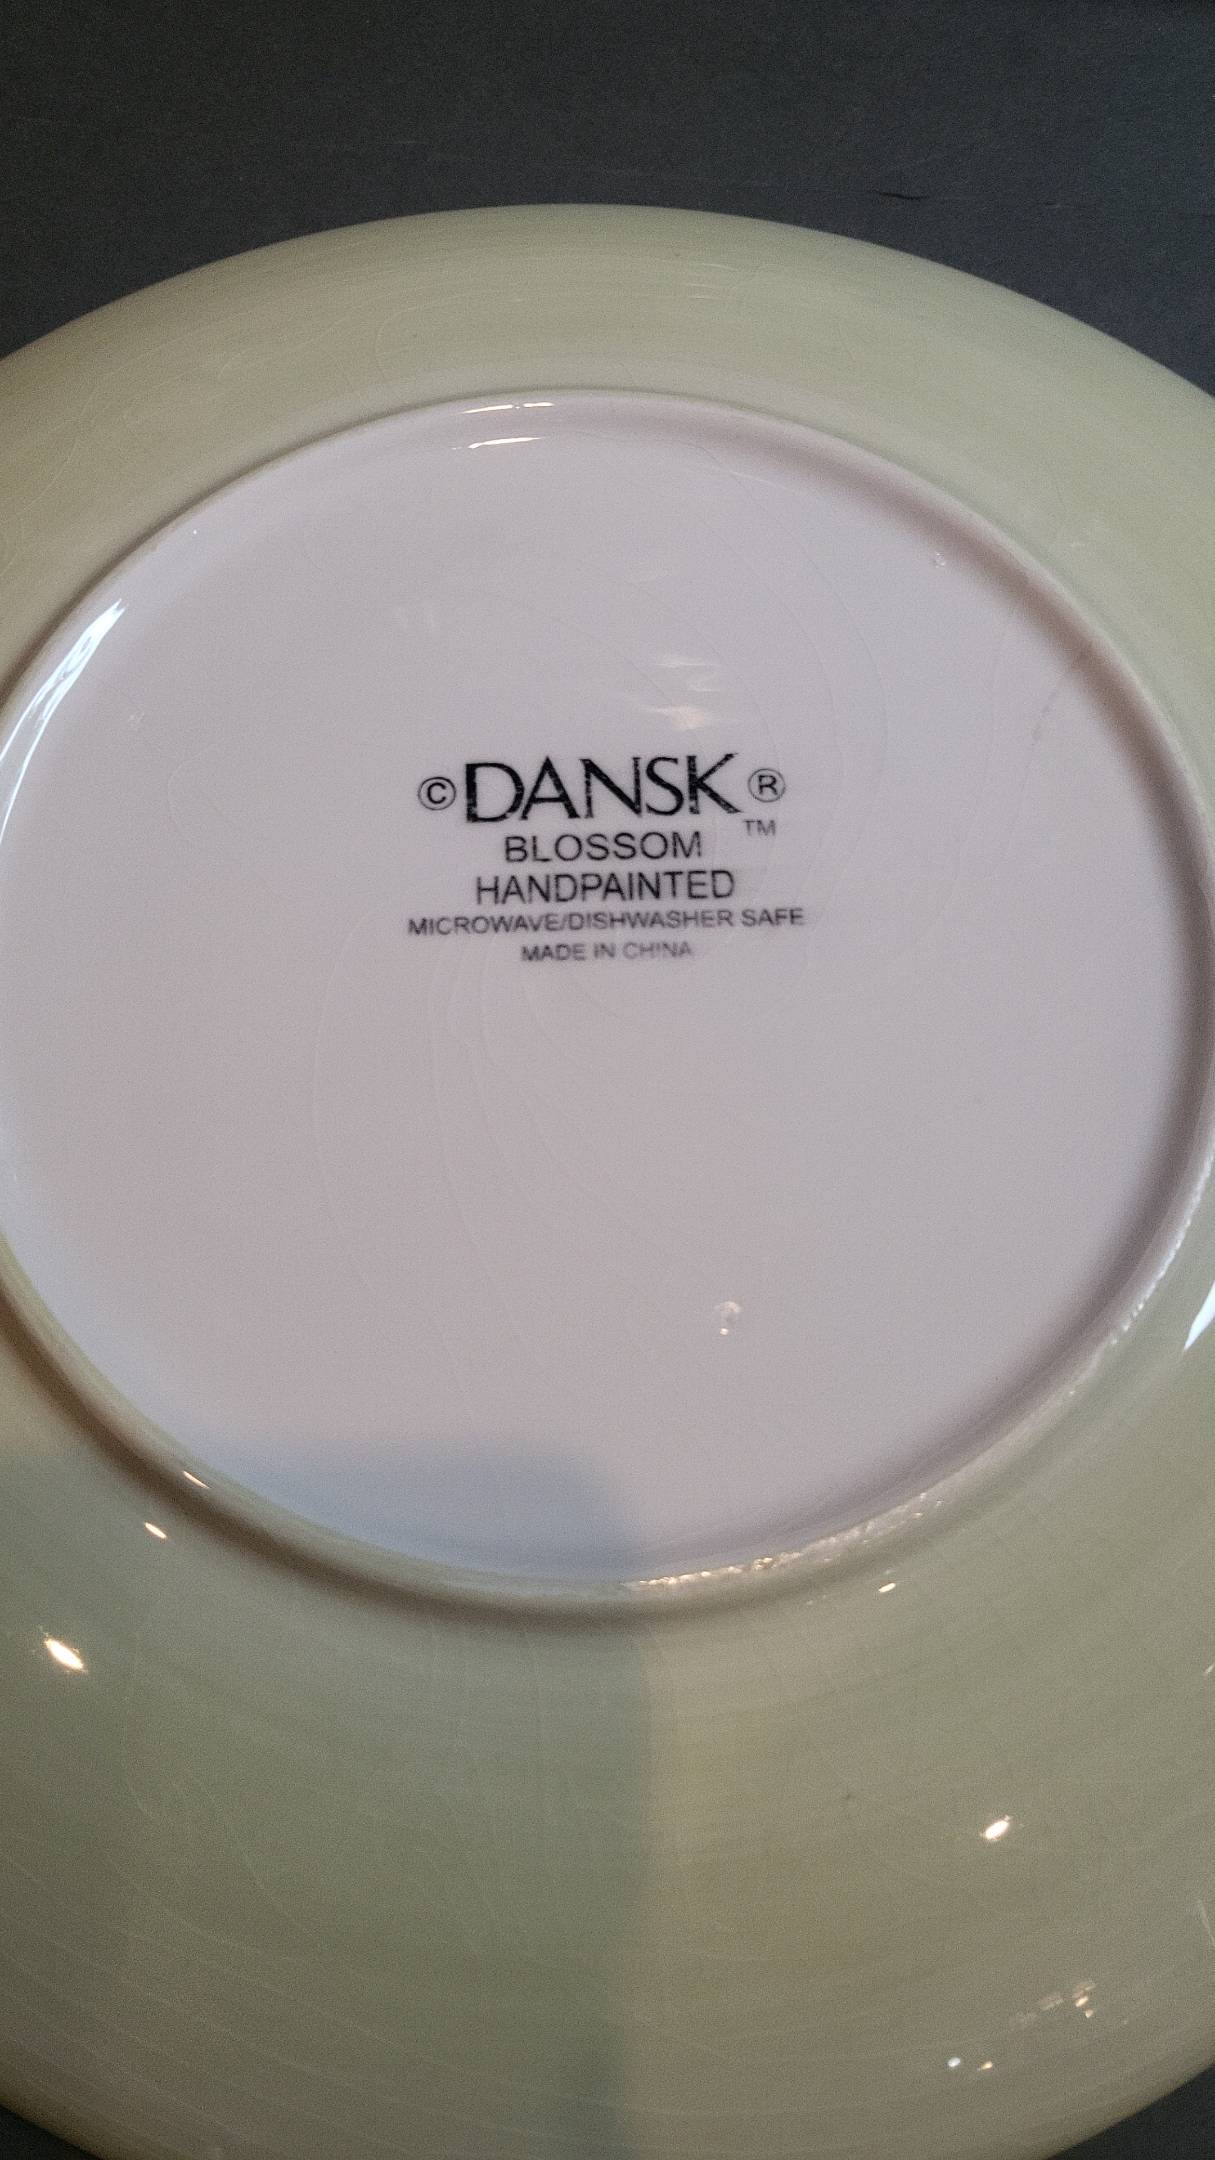 © DANSK ®
BLOSSOM ™
HANDPAINTED
MICROWAVE/DISHWASHER SAFE
MADE IN CHINA